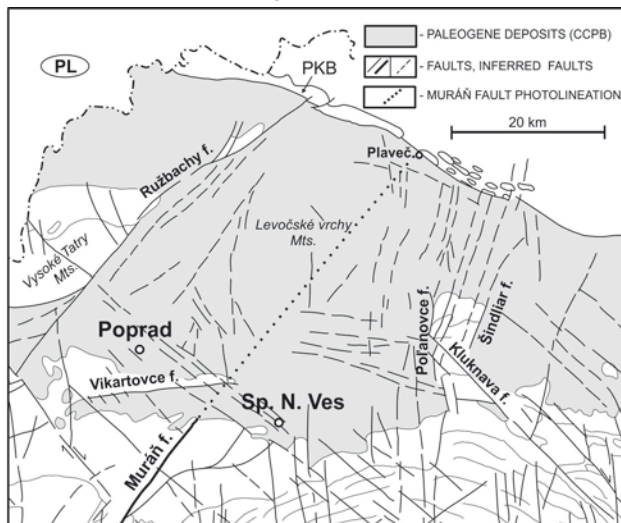 PL
PKB
- PALEOGENE DEPOSITS (CCPB)
- FAULTS, INFERRED FAULTS
- MURÁŇ FAULT PHOTOLINEATION
20 km
Plaveč
Ružbachy f.
Levočské vrchy
Mts.
Vysoké Tatry
Mts.
Poprad
Vikartovce f.
Sp. N. Ves
Muráň f.
Poľanovce f.
Šindliar f.
Kluknava f.